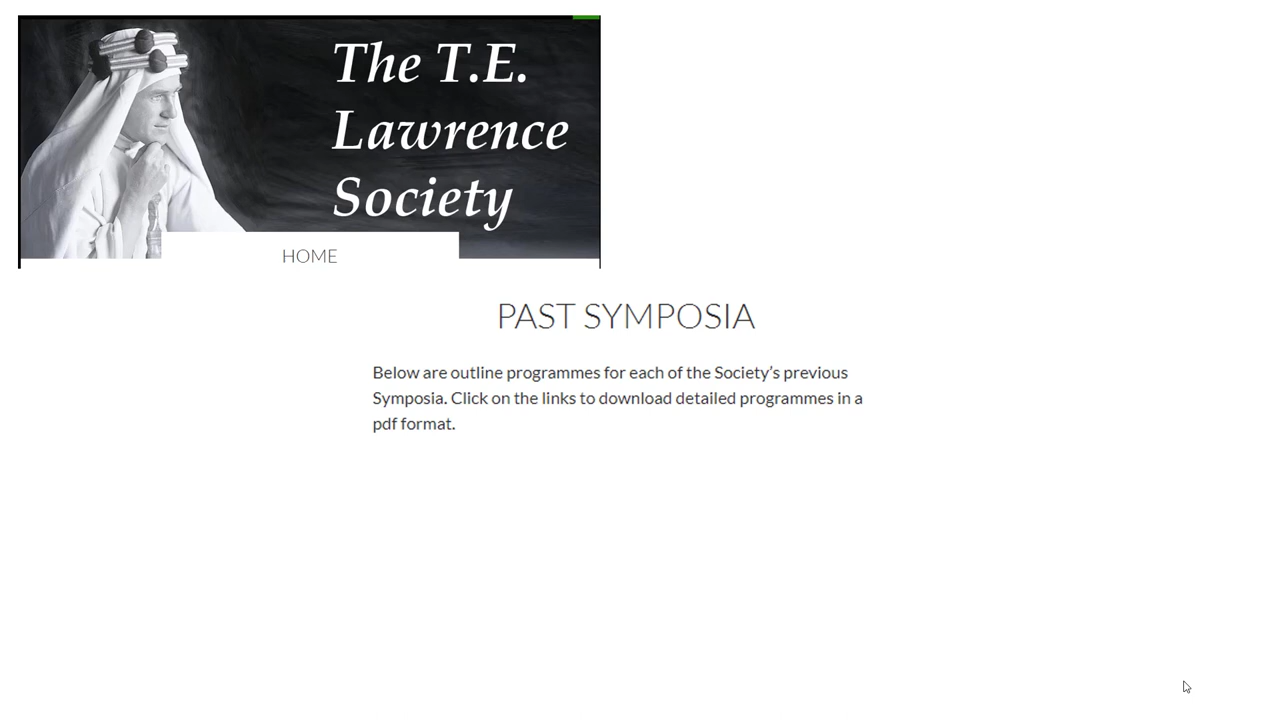 The T.E.
Lawrence
Society
HOME
PAST SYMPOSIA
Below are outline programmes for each of the Society’s previous
Symposia. Click on the links to download detailed programmes in a
pdf format.